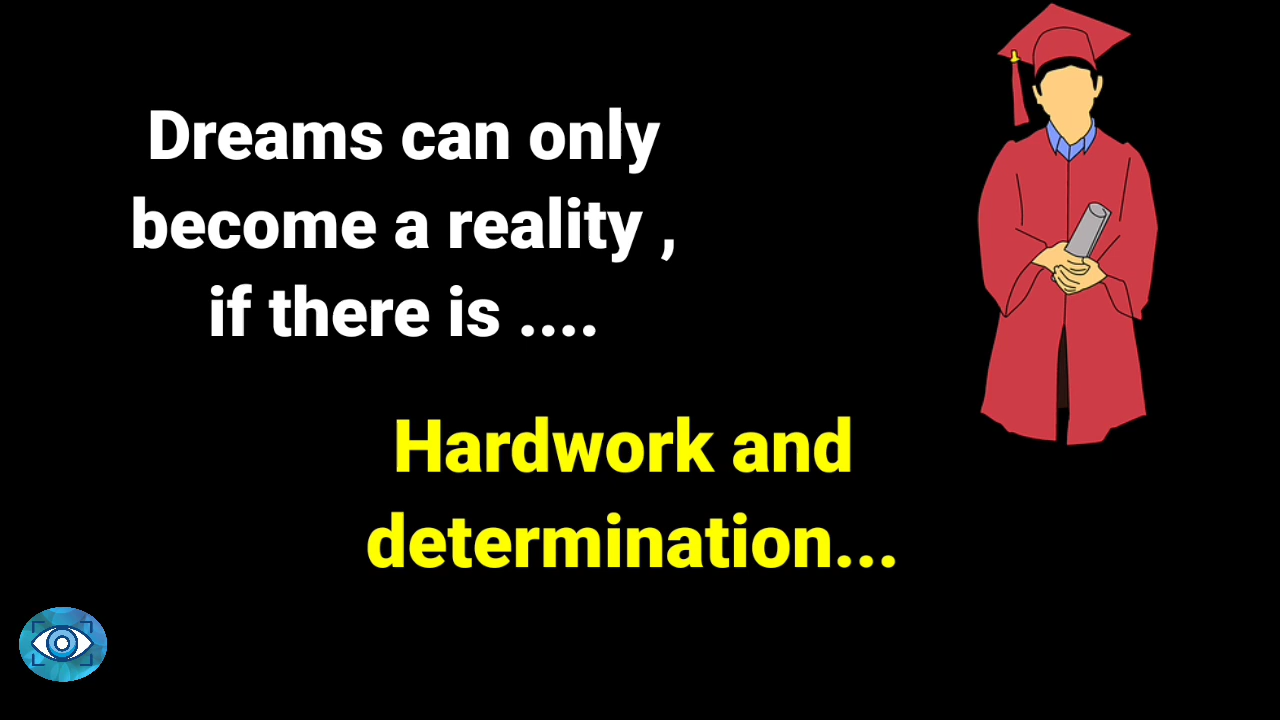 Dreams can only
become a reality ,
if there is ....
Hardwork and
determination...